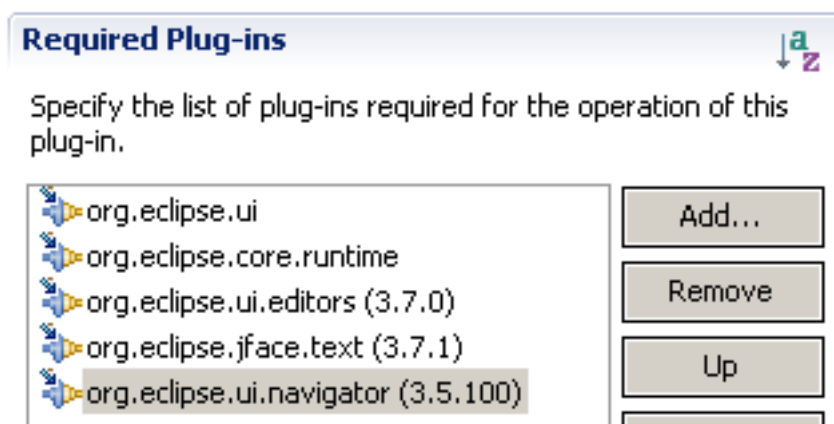 Required Plug-ins
a
z
Specify the list of plug-ins required for the operation of this
plug-in.
org.eclipse.ui
Add...
org.eclipse.core.runtime
Remove
org.eclipse.ui.editors (3.7.0)
org.eclipse.jface.text (3.7.1)
Up
org.eclipse.ui.navigator (3.5.100)